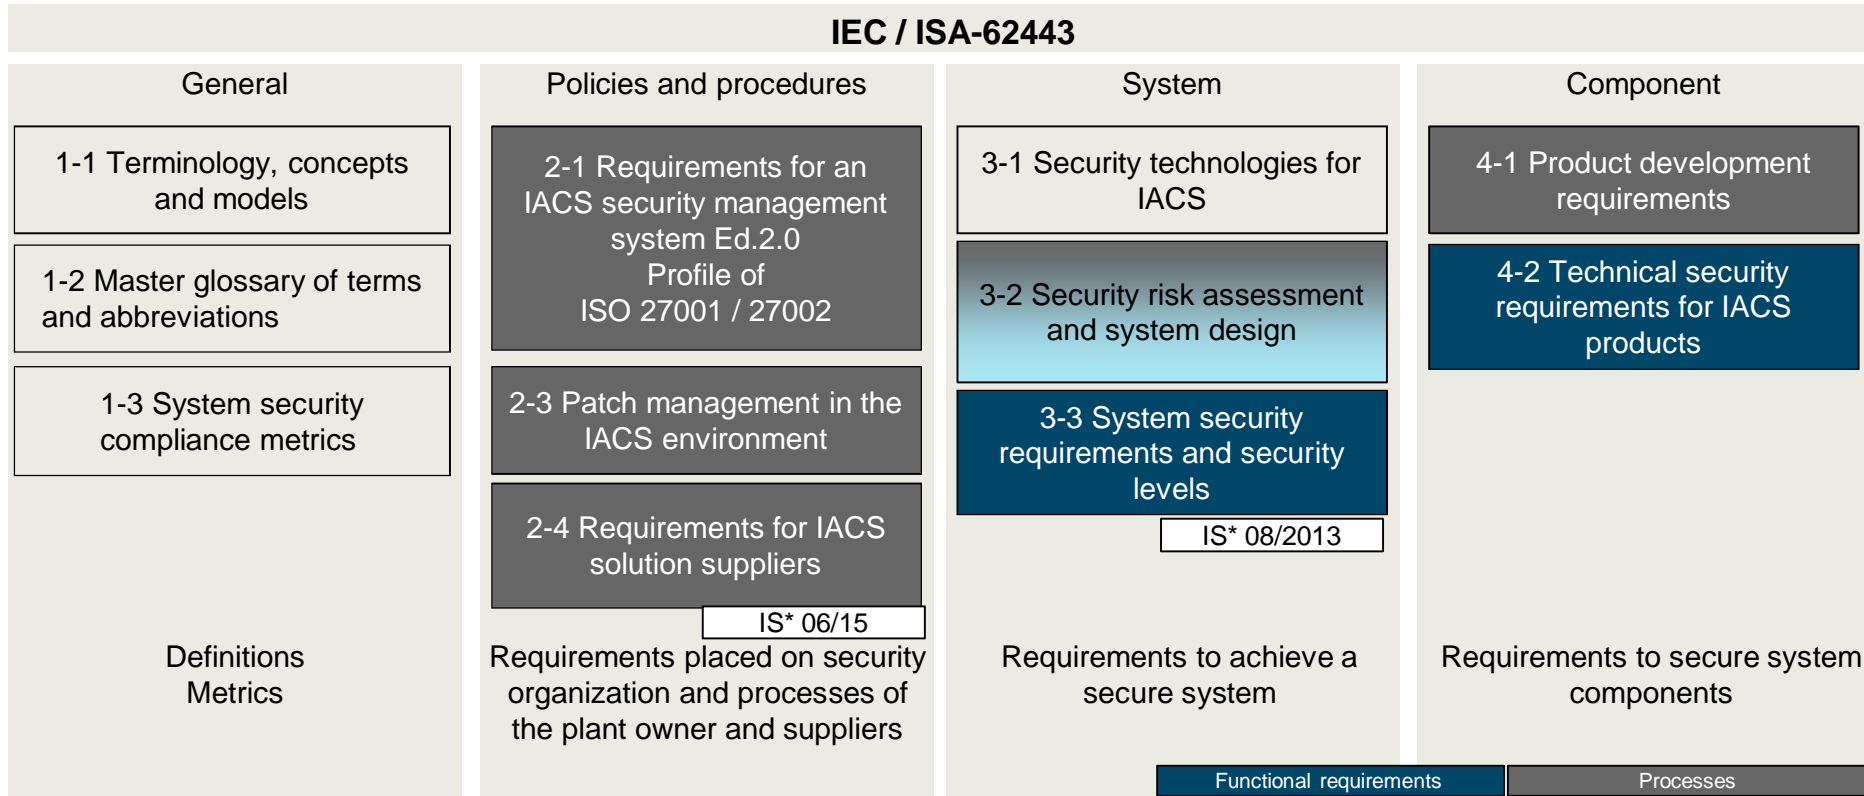 IEC / ISA-62443
General
1-1 Terminology, concepts
and models
1-2 Master glossary of terms
and abbreviations
1-3 System security
compliance metrics
Definitions
Metrics
Policies and procedures
2-1 Requirements for an
IACS security management
system Ed.2.0
Profile of
ISO 27001 / 27002
2-3 Patch management in the
IACS environment
2-4 Requirements for IACS
solution suppliers
IS* 06/15
Requirements placed on security
organization and processes of
the plant owner and suppliers
System
3-1 Security technologies for
IACS
3-2 Security risk assessment
and system design
3-3 System security
requirements and security
levels
IS* 08/2013
Requirements to achieve a
secure system
Component
4-1 Product development
requirements
4-2 Technical security
requirements for IACS
products
Requirements to secure system
components
Functional requirements
Processes